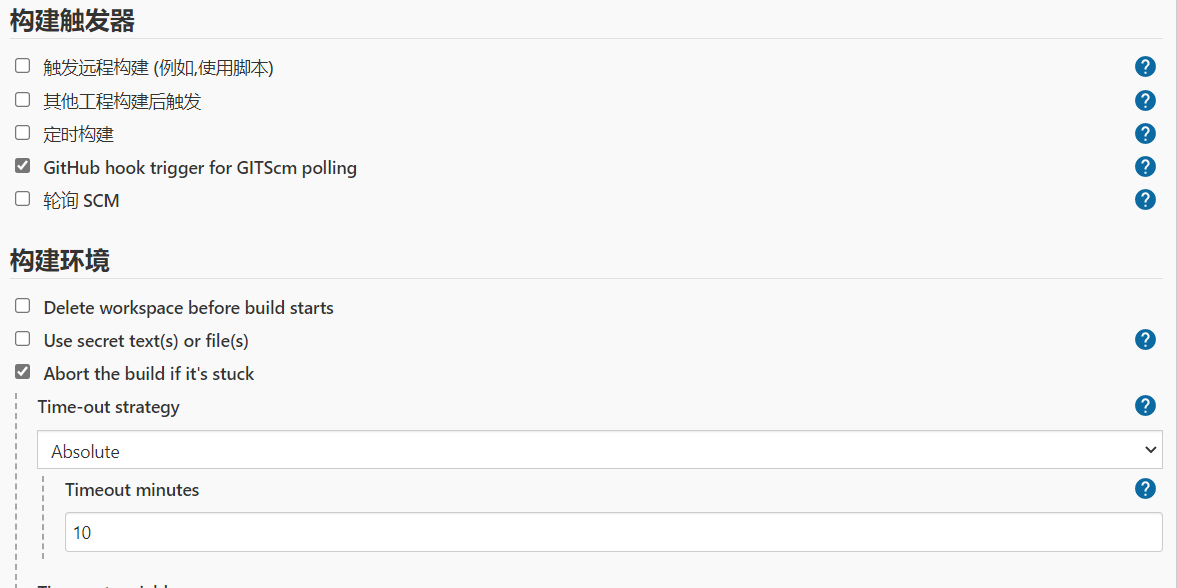 构建触发器
触发远程构建 (例如,使用脚本)
其他工程构建后触发
定时构建
GitHub hook trigger for GITScm polling
轮询 SCM
构建环境
Delete workspace before build starts
Use secret text(s) or file(s)
Abort the build if it's stuck
Time-out strategy
Absolute
Timeout minutes
10